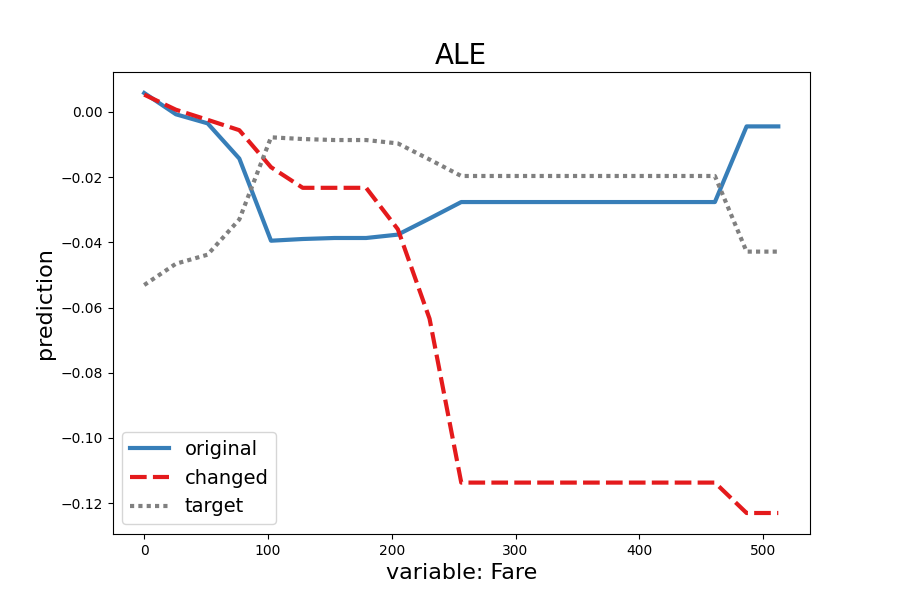 ALE
prediction
0.00
−0.02
−0.04
−0.06
−0.08
−0.10
−0.12
original
changed
target
0 100 200 300 400 500
variable: Fare